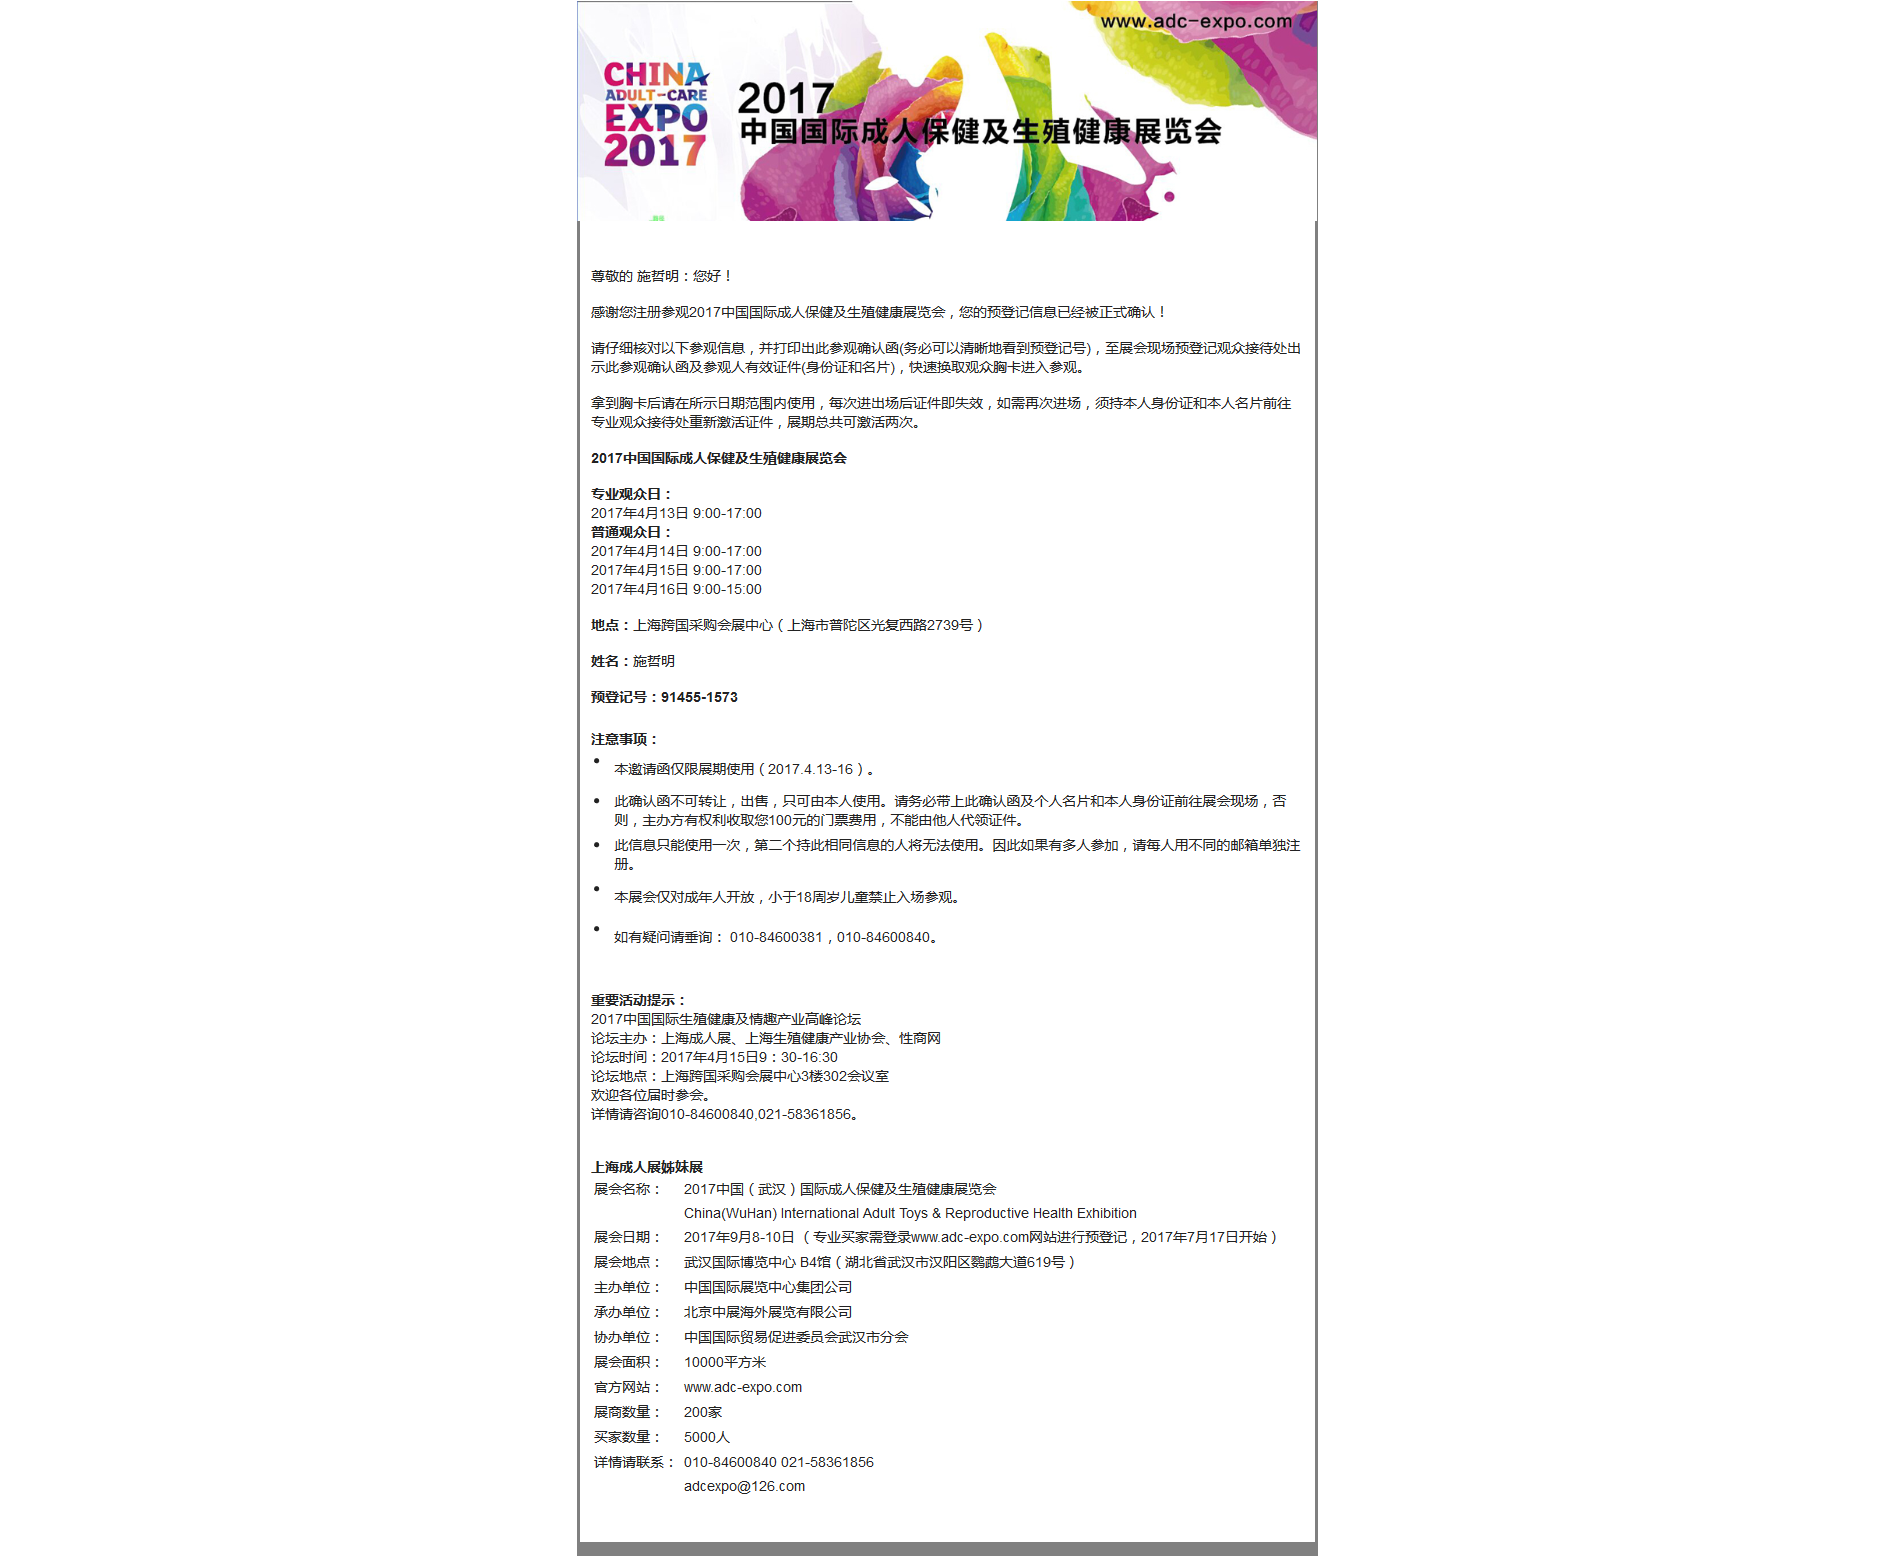 www.adc-expo.com
CHINA
ADULT-CARE
EXPO
2017
2017
中国国际成人保健及生殖健康展览会
尊敬的 施哲明：您好！
感谢您注册参观2017中国国际成人保健及生殖健康展览会，您的预登记信息已经被正式确认！
请仔细核对以下参观信息，并打印出此参观确认函(务必可以清晰地看到预登记号)，至展会现场预登记观众接待处出
示此参观确认函及参观人有效证件(身份证和名片)，快速换取观众胸卡进入参观。
拿到胸卡后请在所示日期范围内使用，每次进出场后证件即失效，如需再次进场，须持本人身份证和本人名片前往
专业观众接待处重新激活证件，展期总共可激活两次。
2017中国国际成人保健及生殖健康展览会
专业观众日：
2017年4月13日 9:00-17:00
普通观众日：
2017年4月14日 9:00-17:00
2017年4月15日 9:00-17:00
2017年4月16日 9:00-15:00
地点：上海跨国采购会展中心（上海市普陀区光复西路2739号）
姓名：施哲明
预登记号：91455-1573
注意事项：
• 本邀请函仅限展期使用（2017.4.13-16）。
• 此确认函不可转让，出售，只可由本人使用。请务必带上此确认函及个人名片和本人身份证前往展会现场，否
则，主办方有权利收取您100元的门票费用，不能由他人代领证件。
• 此信息只能使用一次，第二个持此相同信息的人将无法使用。因此如果有多人参加，请每人用不同的邮箱单独注
册。
• 本展会仅对成年人开放，小于18周岁儿童禁止入场参观。
• 如有疑问请垂询： 010-84600381，010-84600840。
重要活动提示：
2017中国国际生殖健康及情趣产业高峰论坛
论坛主办：上海成人展、上海生殖健康产业协会、性商网
论坛时间：2017年4月15日9：30-16:30
论坛地点：上海跨国采购会展中心3楼302会议室
欢迎各位届时参会。
详情请咨询010-84600840,021-58361856。
上海成人展姊妹展
展会名称： 2017中国（武汉）国际成人保健及生殖健康展览会
China(WuHan) International Adult Toys & Reproductive Health Exhibition
展会日期： 2017年9月8-10日 （专业买家需登录www.adc-expo.com网站进行预登记，2017年7月17日开始）
展会地点： 武汉国际博览中心 B4馆（湖北省武汉市汉阳区鹦鹉大道619号）
主办单位： 中国国际展览中心集团公司
承办单位： 北京中展海外展览有限公司
协办单位： 中国国际贸易促进委员会武汉市分会
展会面积： 10000平方米
官方网站： www.adc-expo.com
展商数量： 200家
买家数量： 5000人
详情请联系： 010-84600840 021-58361856
adcexpo@126.com